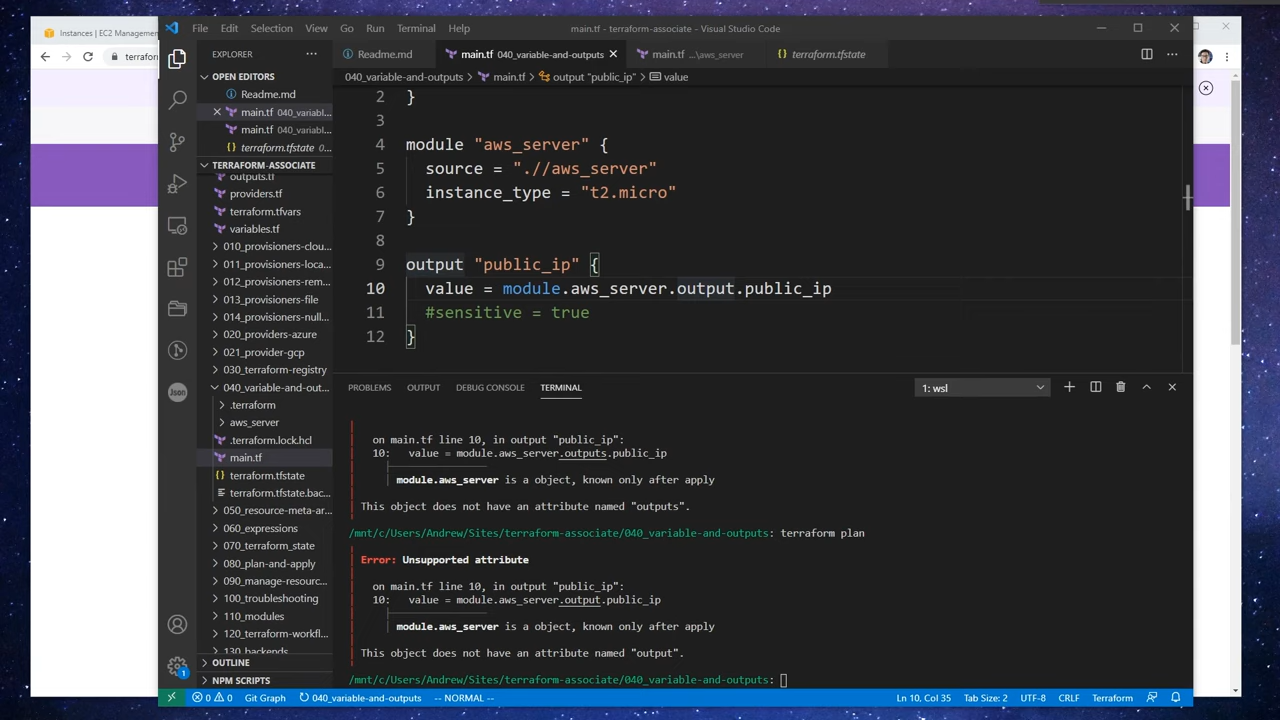 Instances | EC2 Managemen
terrafor
File Edit Selection View Go Run Terminal Help
main.tf - terraform-associate - Visual Studio Code
EXPLORER
OPEN EDITORS
Readme.md
main.tf 040_variabl...
main.tf 040_variabl...
terraform.tfstate 0...
TERRAFORM-ASSOCIATE
outputs.tf
providers.tf
terraform.tfvars
variables.tf
010_provisioners-clou...
011_provisioners-loca...
012_provisioners-rem...
013_provisioners-file
014_provisioners-null...
020_providers-azure
021_provider-gcp
030_terraform-registry
040_variable-and-out...
.terraform
aws_server
.terraform.lock.hcl
main.tf
terraform.tfstate
terraform.tfstate.bac...
050_resource-meta-ar...
060_expressions
070_terraform_state
080_plan-and-apply
090_manage-resourc...
100_troubleshooting
110_modules
120_terraform-workfl...
130_backends
OUTLINE
NPM SCRIPTS
Json
1
Readme.md
main.tf 040_variable-and-outputs
main.tf ...\aws_server
terraform.tfstate
040_variable-and-outputs > main.tf > output "public_ip" > value
2 }
3
4 module "aws_server" {
5 source = ".//aws_server"
6 instance_type = "t2.micro"
7 }
8
9 output "public_ip" {
10 value = module.aws_server.output.public_ip
11 #sensitive = true
12 }
PROBLEMS OUTPUT DEBUG CONSOLE TERMINAL
1: wsl
on main.tf line 10, in output "public_ip":
10: value = module.aws_server.outputs.public_ip
module.aws_server is a object, known only after apply
This object does not have an attribute named "outputs".
/mnt/c/Users/Andrew/Sites/terraform-associate/040_variable-and-outputs: terraform plan
Error: Unsupported attribute
on main.tf line 10, in output "public_ip":
10: value = module.aws_server.output.public_ip
module.aws_server is a object, known only after apply
This object does not have an attribute named "output".
/mnt/c/Users/Andrew/Sites/terraform-associate/040_variable-and-outputs:
0 0 Git Graph 040_variable-and-outputs -- NORMAL -- Ln 10, Col 35 Tab Size: 2 UTF-8 CRLF Terraform